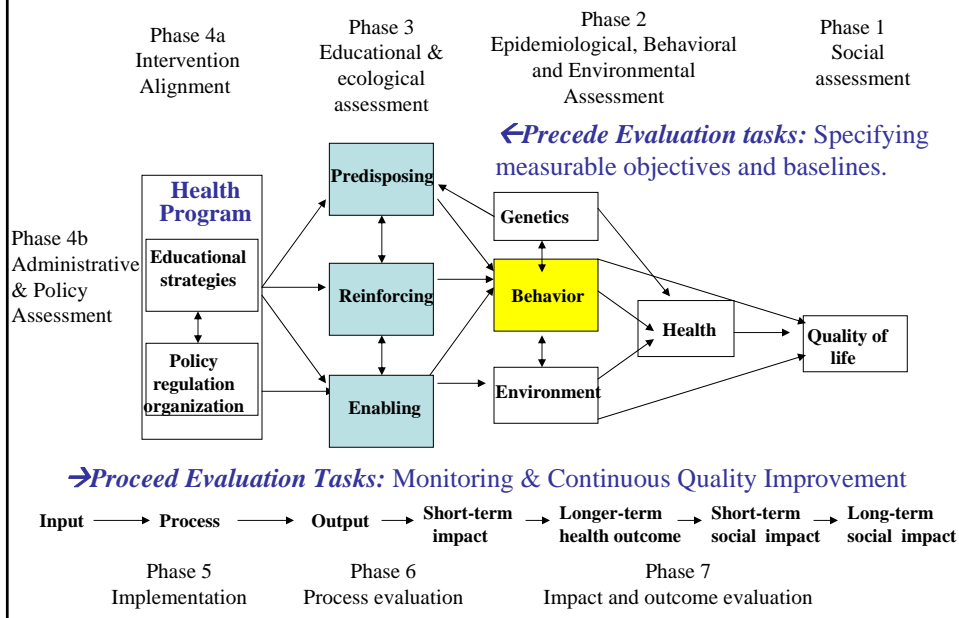 Phase 4a
Intervention
Alignment
Phase 3
Educational &
ecological
assessment
Phase 2
Epidemiological, Behavioral
and Environmental
Assessment
Phase 1
Social
assessment
←Precede Evaluation tasks: Specifying
measurable objectives and baselines.
Phase 4b
Administrative
& Policy
Assessment
Health
Program
Educational
strategies
Policy
regulation
organization
Predisposing
Reinforcing
Enabling
Genetics
Behavior
Environment
Health
Quality of
life
→Proceed Evaluation Tasks: Monitoring & Continuous Quality Improvement
Input
Process
Output
Short-term
impact
Longer-term
health outcome
Short-term
social impact
Long-term
social impact
Phase 5
Implementation
Phase 6
Process evaluation
Phase 7
Impact and outcome evaluation